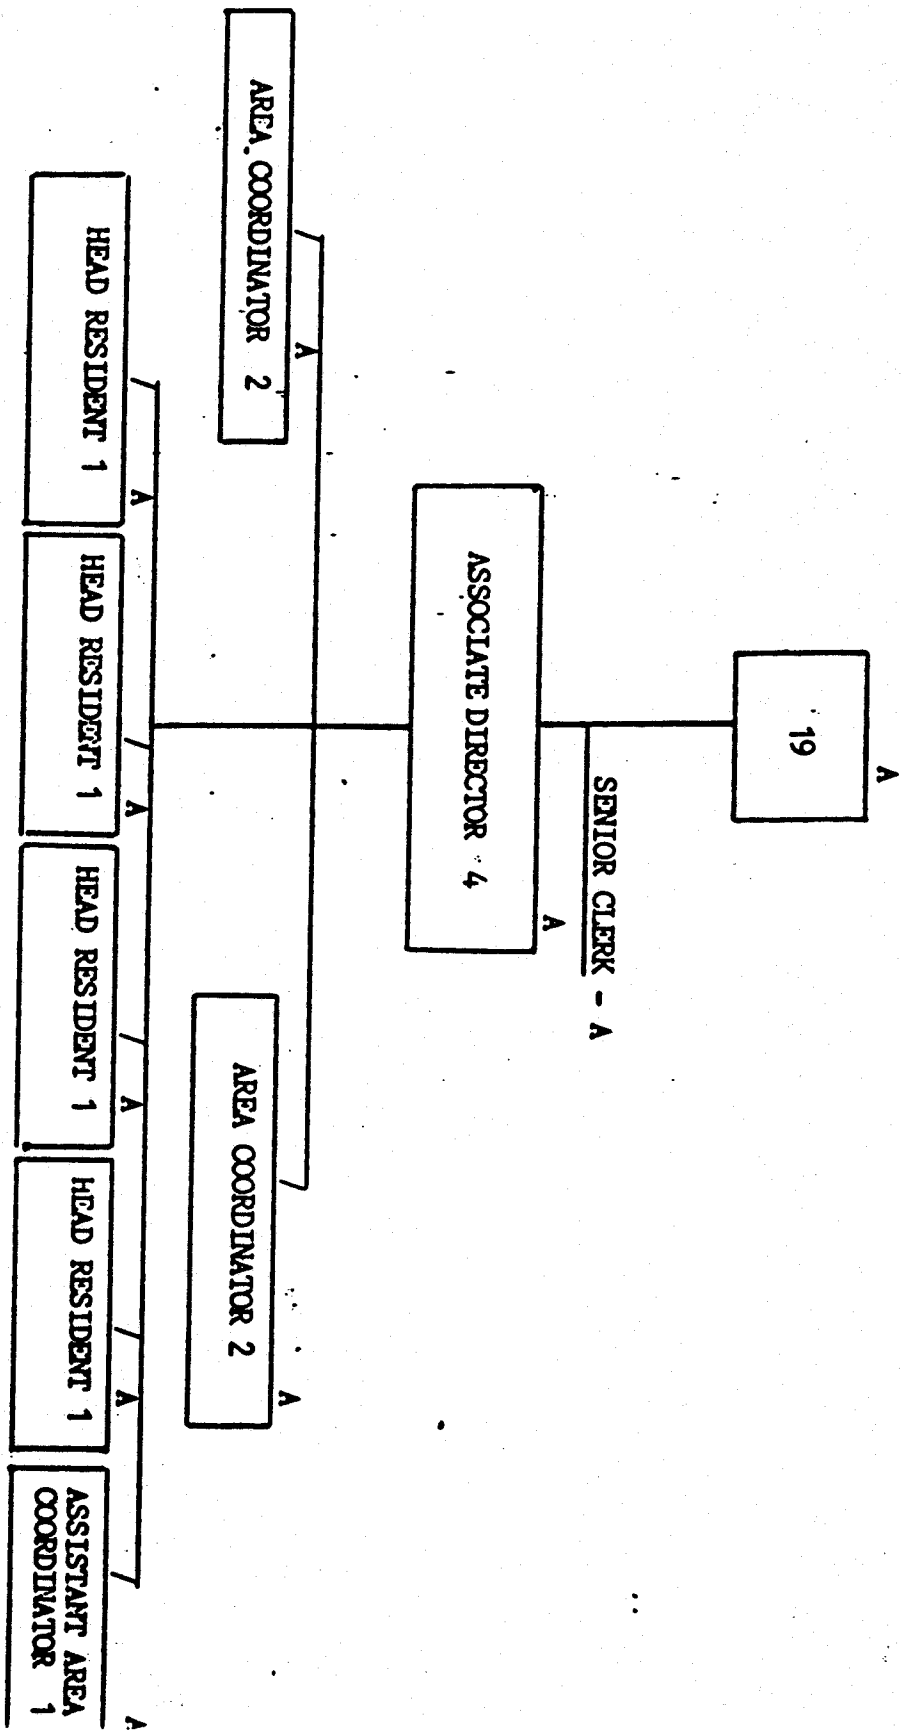 A
19
SENIOR CLERK - A
A
ASSOCIATE DIRECTOR 4
A
AREA COORDINATOR 2
A
AREA COORDINATOR 2
A
HEAD RESIDENT 1
A
HEAD RESIDENT 1
A
HEAD RESIDENT 1
A
HEAD RESIDENT 1
A
ASSISTANT AREA
COORDINATOR 1